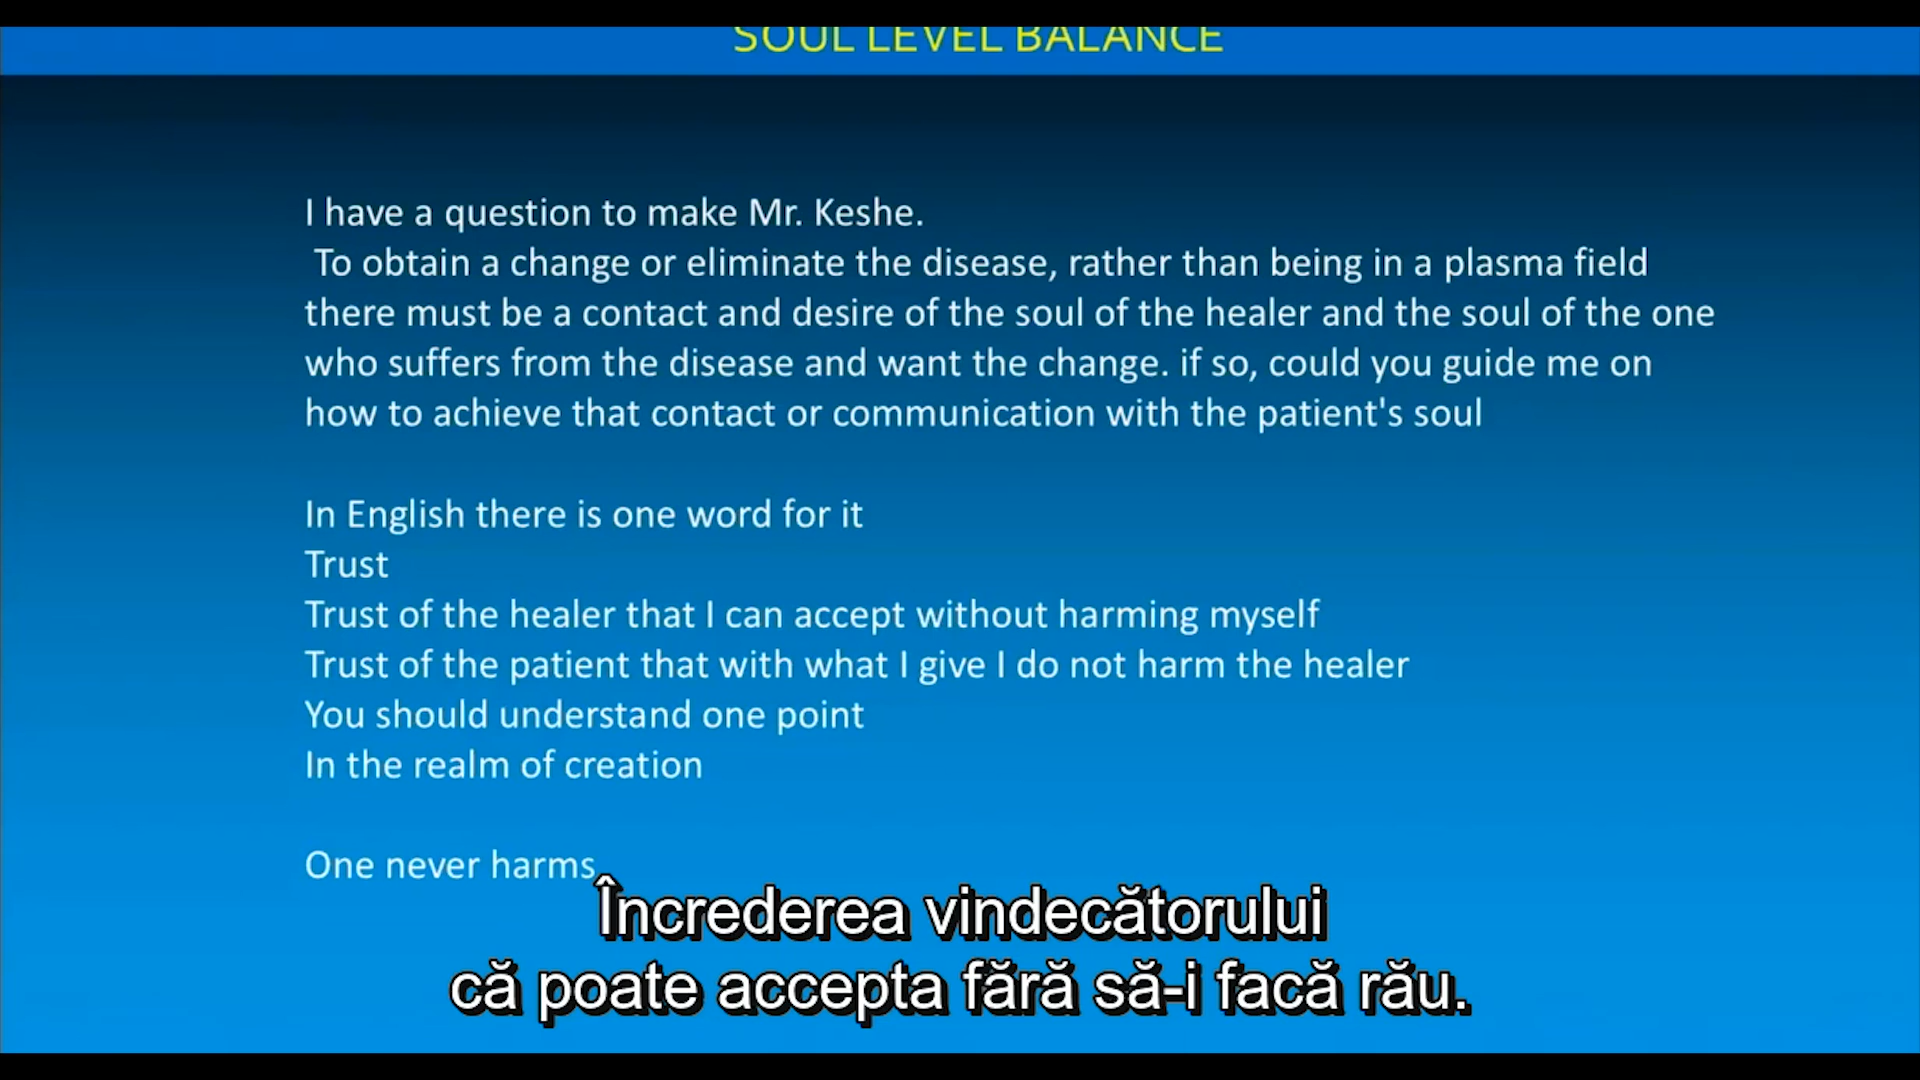 SOUL LEVEL BALANCE
I have a question to make Mr. Keshe.
To obtain a change or eliminate the disease, rather than being in a plasma field
there must be a contact and desire of the soul of the healer and the soul of the one
who suffers from the disease and want the change. if so, could you guide me on
how to achieve that contact or communication with the patient's soul
In English there is one word for it
Trust
Trust of the healer that I can accept without harming myself
Trust of the patient that with what I give I do not harm the healer
You should understand one point
In the realm of creation
One never harms
Încrederea vindecătorului
că poate accepta fără să-i facă rău.